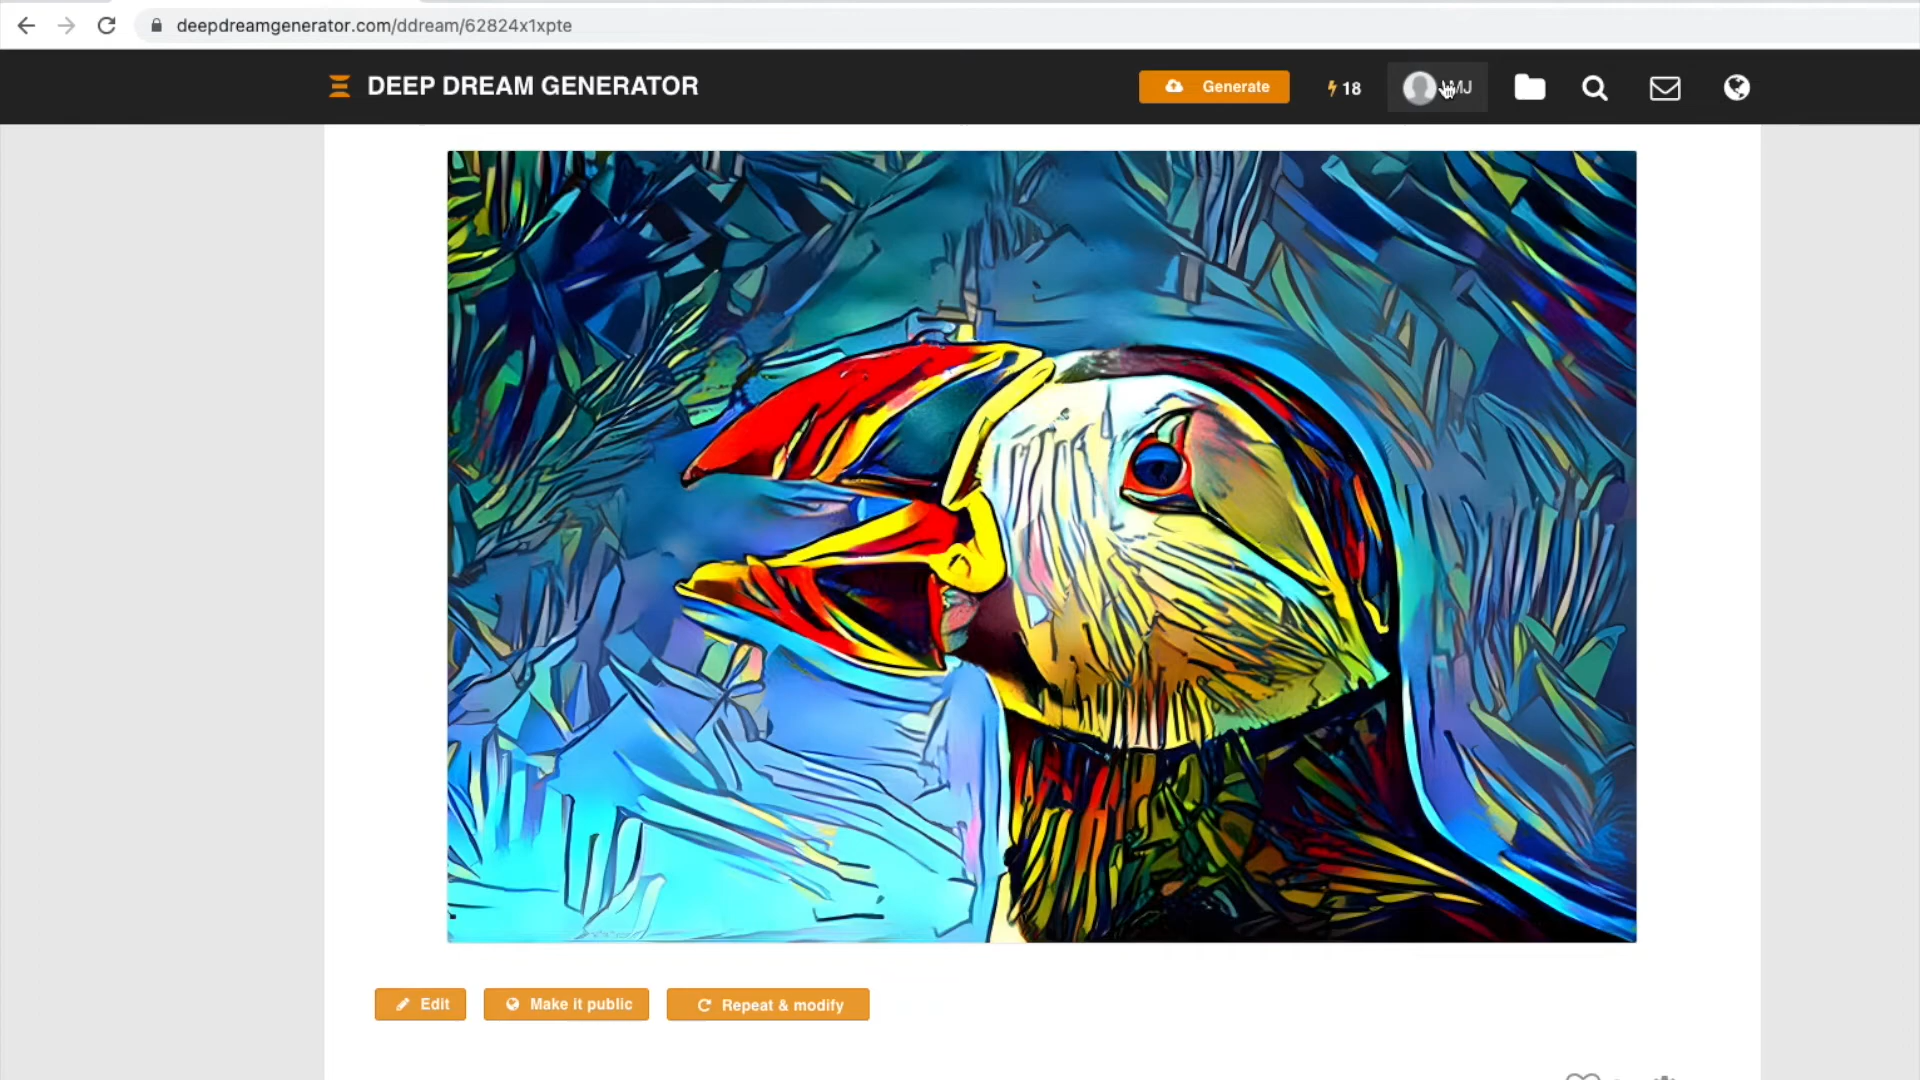 deepdreamgenerator.com/ddream/62824x1xpte
DEEP DREAM GENERATOR
Generate
18
Edit
Make it public
Repeat & modify